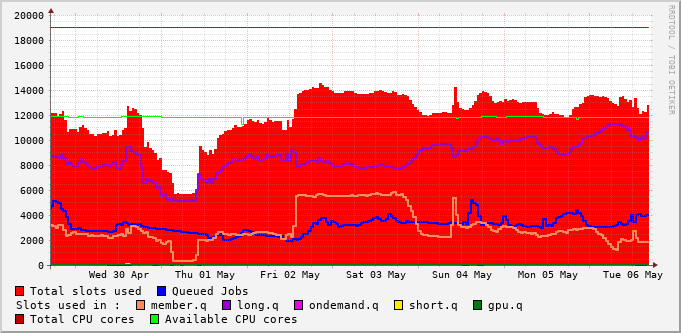 RRDTOOL / TOBI OETIKER
20000
18000
16000
14000
12000
10000
8000
6000
4000
2000
0
Wed 30 Apr Thu 01 May Fri 02 May Sat 03 May Sun 04 May Mon 05 May Tue 06 May
Total slots used Queued Jobs
Slots used in : member.q long.q ondemand.q short.q gpu.q
Total CPU cores Available CPU cores